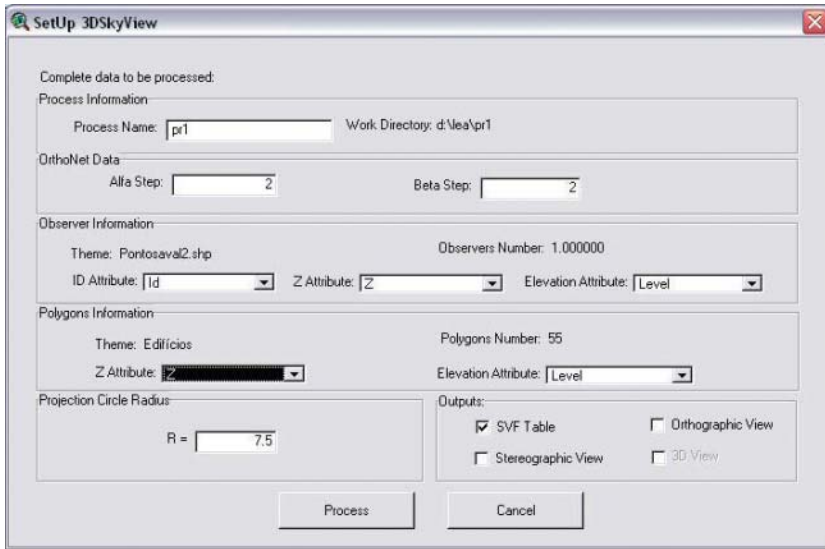 SetUp 3DSkyView
Complete data to be processed:
Process Information
Process Name: pr1 Work Directory: d:\lea\pr1
OrthoNet Data
Alfa Step: 2 Beta Step: 2
Observer Information
Theme: Pontosaval2.shp Observers Number: 1.000000
ID Attribute: Id Z Attribute: Z Elevation Attribute: Level
Polygons Information
Theme: Edifícios Polygons Number: 55
Z Attribute: Z Elevation Attribute: Level
Projection Circle Radius Outputs:
R = 7.5
SVF Table Orthographic View
Stereographic View 3D View
Process Cancel